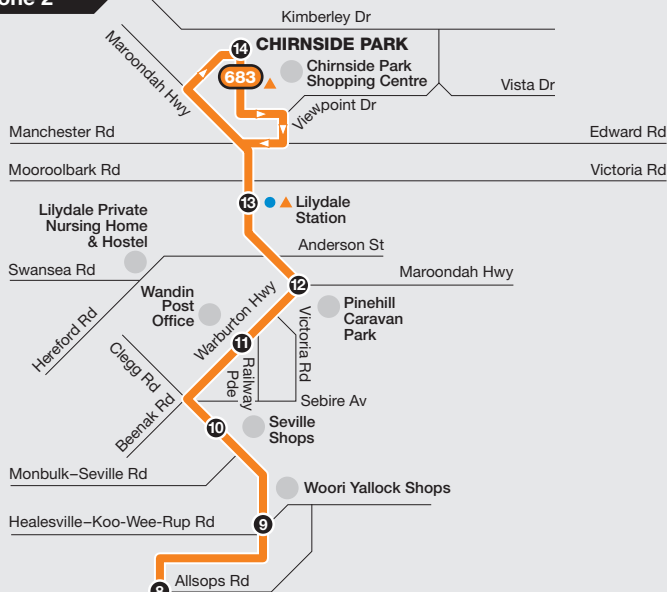 Kimberley Dr
Maroondah Hwy
14
CHIRNSIDE PARK
683
Chirnside Park
Shopping Centre
Vista Dr
Viewpoint Dr
Manchester Rd
Edward Rd
Mooroolbark Rd
Victoria Rd
13
Lilydale
Station
Lilydale Private
Nursing Home
& Hostel
Anderson St
Swansea Rd
Maroondah Hwy
12
Hereford Rd
Wandin
Post
Office
Warburton Hwy
Pinehill
Caravan
Park
Victoria Rd
11
Railway
Pde
Clegg Rd
Beenak Rd
Sebire Av
10
Seville
Shops
Monbulk–Seville Rd
Woori Yallock Shops
Healesville–Koo-Wee-Rup Rd
9
Allsops Rd
8